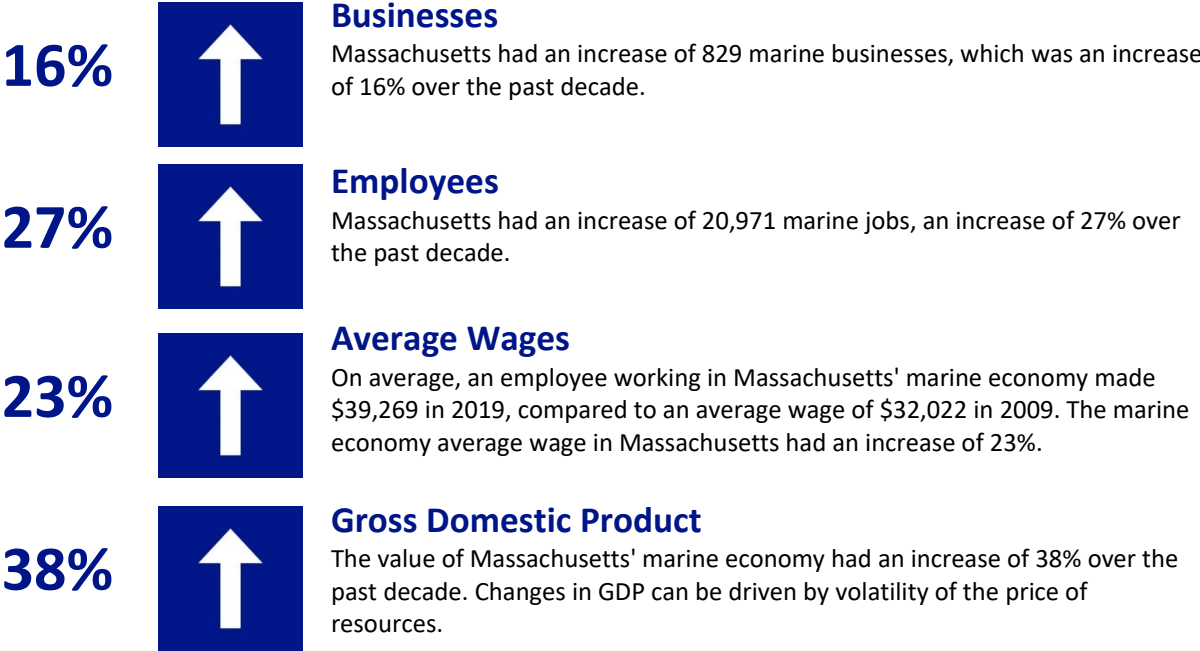 16%
Businesses
Massachusetts had an increase of 829 marine businesses, which was an increase
of 16% over the past decade.
27%
Employees
Massachusetts had an increase of 20,971 marine jobs, an increase of 27% over
the past decade.
23%
Average Wages
On average, an employee working in Massachusetts' marine economy made
$39,269 in 2019, compared to an average wage of $32,022 in 2009. The marine
economy average wage in Massachusetts had an increase of 23%.
38%
Gross Domestic Product
The value of Massachusetts' marine economy had an increase of 38% over the
past decade. Changes in GDP can be driven by volatility of the price of
resources.